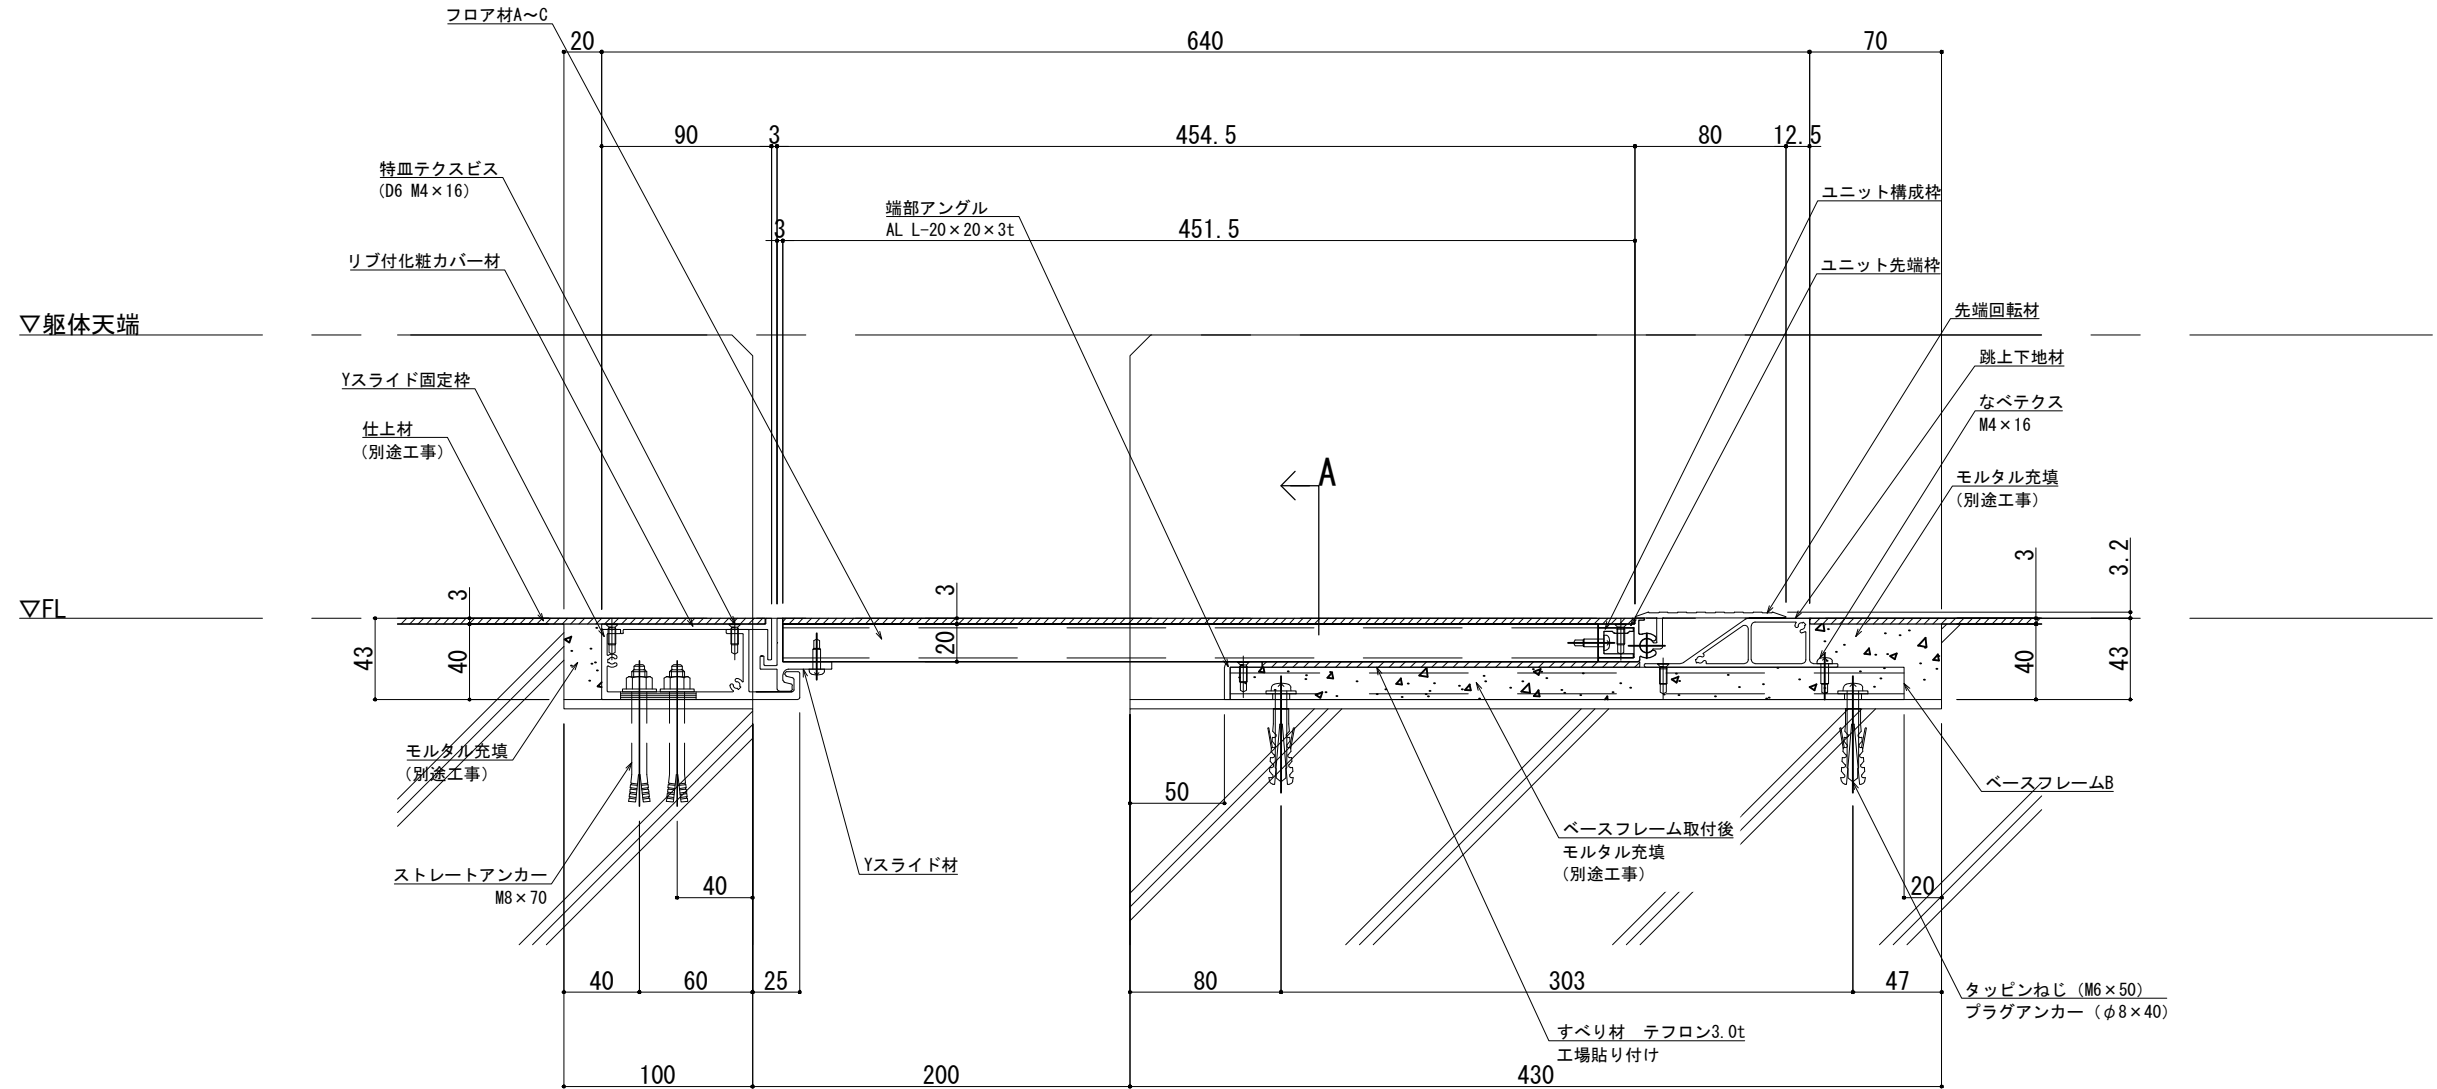 フロア材A～C
20
640
70
90
3
454.5
80
12.5
特皿テクスビス
(D6 M4×16)
端部アングル
AL L-20×20×3t
ユニット構成枠
3
451.5
リブ付化粧カバー材
ユニット先端枠
先端回転材
▽躯体天端
跳上下地材
Yスライド固定枠
なべテクス
M4×16
仕上材
(別途工事)
A
モルタル充填
(別途工事)
▽FL
3
3
3
3.2
43
40
20
40
43
モルタル充填
(別途工事)
50
ベースフレームB
ベースフレーム取付後
モルタル充填
(別途工事)
Yスライド材
ストレートアンカー
M8×70
40
20
40
60
25
80
303
47
タッピンねじ (M6×50)
プラグアンカー (φ8×40)
すべり材 テフロン3.0t
工場貼り付け
100
200
430